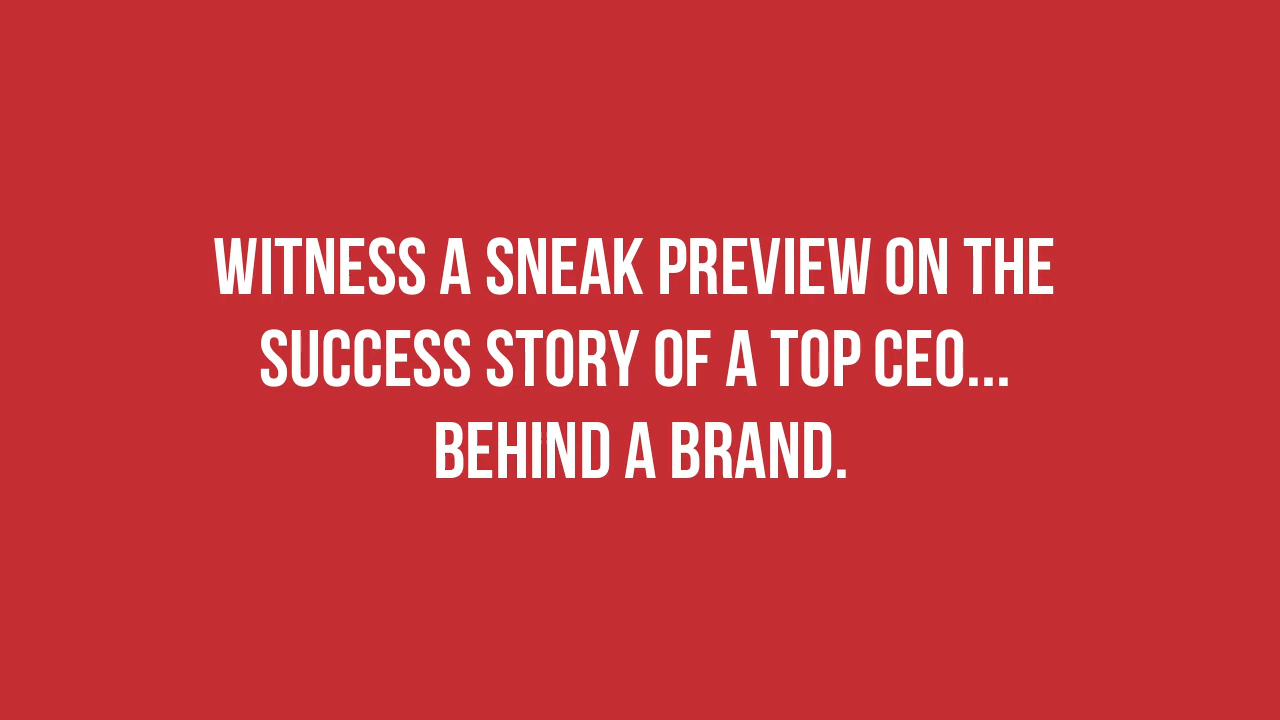 WITNESS A SNEAK PREVIEW ON THE
SUCCESS STORY OF A TOP CEO...
BEHIND A BRAND.